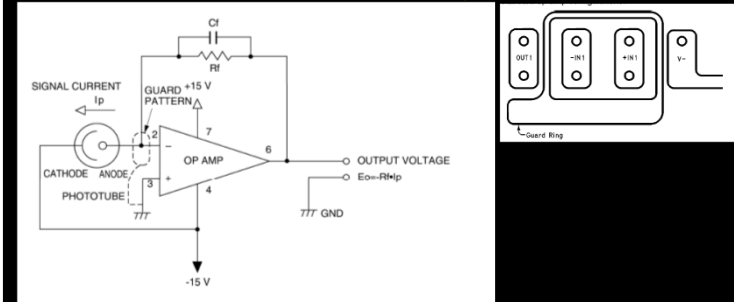 Cf
Rf
SIGNAL CURRENT
Ip
GUARD
PATTERN
+15 V
2
7
−
OP AMP
6
3
+
4
CATHODE
ANODE
PHOTOTUBE
OUTPUT VOLTAGE
Eo=-Rf•Ip
GND
-15 V
OUT1
-IN1
+IN1
V-
Guard Ring